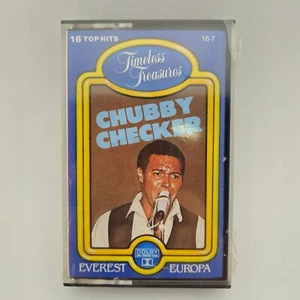 16 TOP HITS
16-7
Timeless
Treasures
CHUBBY
CHECKER
DOLBY
EVEREST
EUROPA